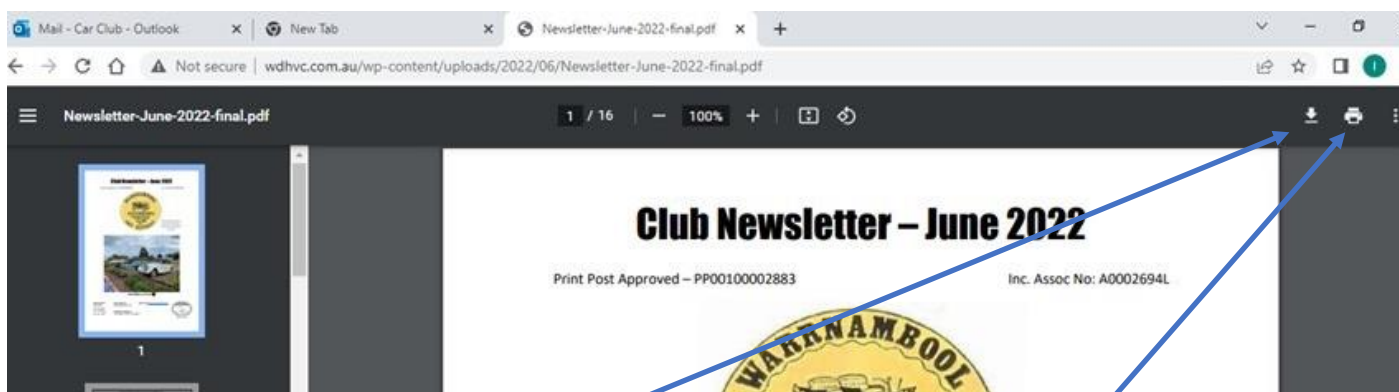 Mail - Car Club - Outlook
New Tab
Newsletter-June-2022-final.pdf
Not secure | wdhvc.com.au/wp-content/uploads/2022/06/Newsletter-June-2022-final.pdf
I
Newsletter-June-2022-final.pdf
1 / 16
100%
1
Club Newsletter – June 2022
Print Post Approved – PP00100002883
Inc. Assoc No: A0002694L
WARRNAMBOOL